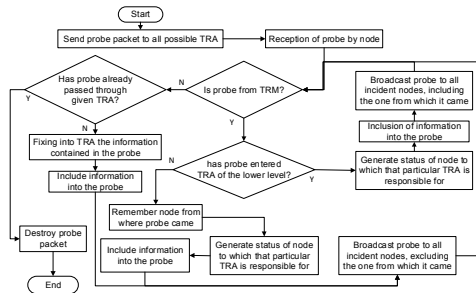 Start
Send probe packet to all possible TRA
Reception of probe by node
Has probe already
passed through
given TRA?
N
Is probe from TRM?
Broadcast probe to all
incident nodes, including
the one from which it came
Y
N
Y
Fixing into TRA the information
contained in the probe
Inclusion of information
into the probe
Include information
into the probe
N
has probe entered
TRA of the lower level?
Y
Generate status of node to
which that particular TRA is
responsible for
Remember node from
where probe came
Destroy probe
packet
Include information
into the probe
Generate status of node
to which that particular
TRA is responsible for
Broadcast probe to all
incident nodes, excluding
the one from which it came
End